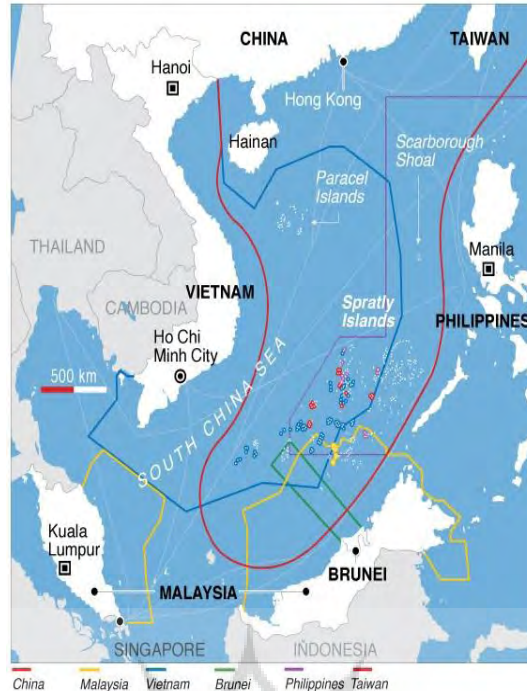 CHINA
TAIWAN
Hanoi
Hong Kong
Hainan
Scarborough
Shoal
Paracel
Islands
THAILAND
VIETNAM
Manila
CAMBODIA
Spratly
Islands
PHILIPPINES
Ho Chi
Minh City
500 km
SOUTH CHINA SEA
Kuala
Lumpur
MALAYSIA
BRUNEI
SINGAPORE
INDONESIA
China Malaysia Vietnam Brunei Philippines Taiwan